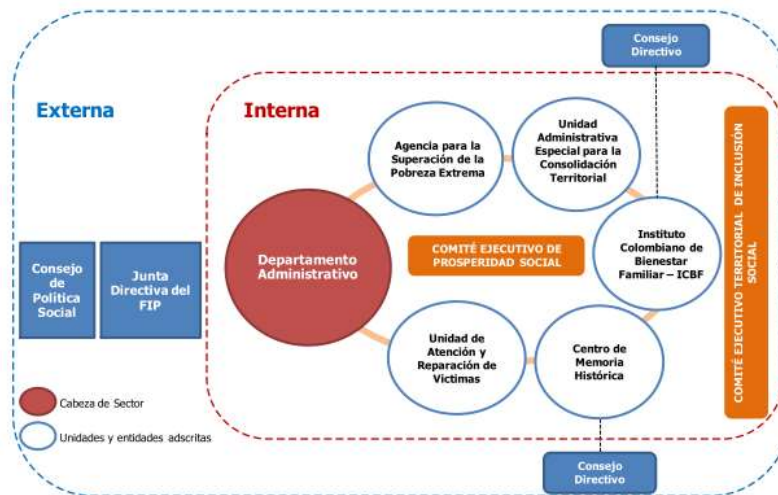 Consejo
Directivo
Externa
Interna
Agencia para la
Superación de la
Pobreza Extrema
Unidad
Administrativa
Especial para la
Consolidación
Territorial
Departamento
Administrativo
COMITÉ EJECUTIVO DE
PROSPERIDAD SOCIAL
Instituto
Colombiano de
Bienestar
Familiar – ICBF
COMITÉ EJECUTIVO TERRITORIAL DE INCLUSIÓN
SOCIAL
Consejo
de
Política
Social
Junta
Directiva del
FIP
Unidad de
Atención y
Reparación de
Victimas
Centro de
Memoria
Histórica
Cabeza de Sector
Unidades y entidades adscritas
Consejo
Directivo